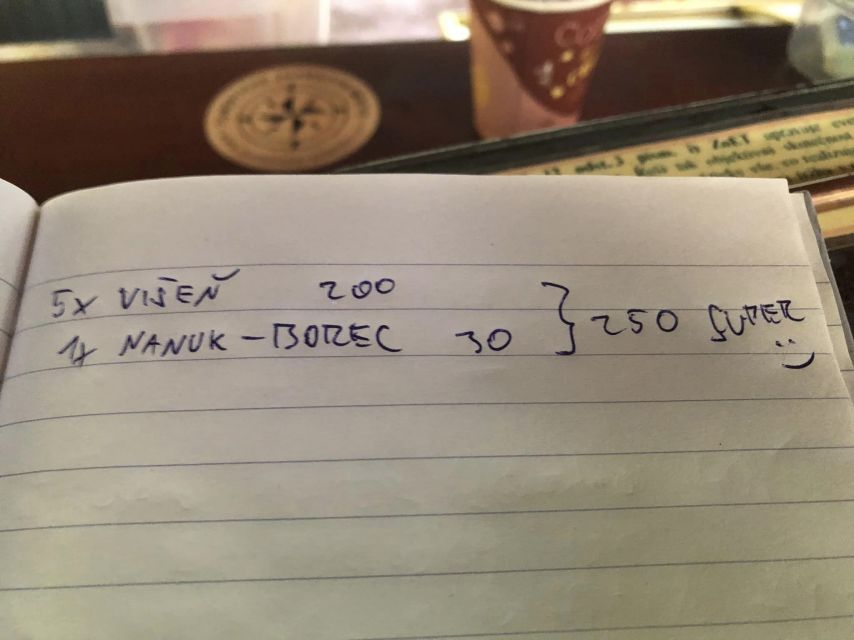 5x VIŠEŇ 200
1x NANUK - BOREC 30
} 250 SUPER :)